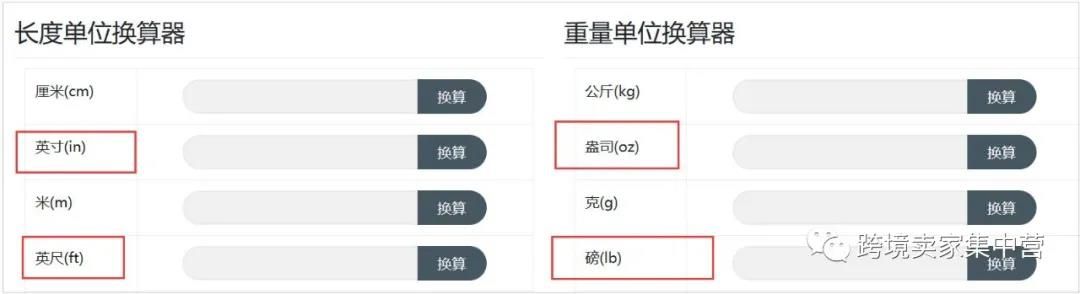 长度单位换算器
厘米(cm) 换算
英寸(in) 换算
米(m) 换算
英尺(ft) 换算
重量单位换算器
公斤(kg) 换算
盎司(oz) 换算
克(g) 换算
磅(lb) 换算
跨境卖家集中营